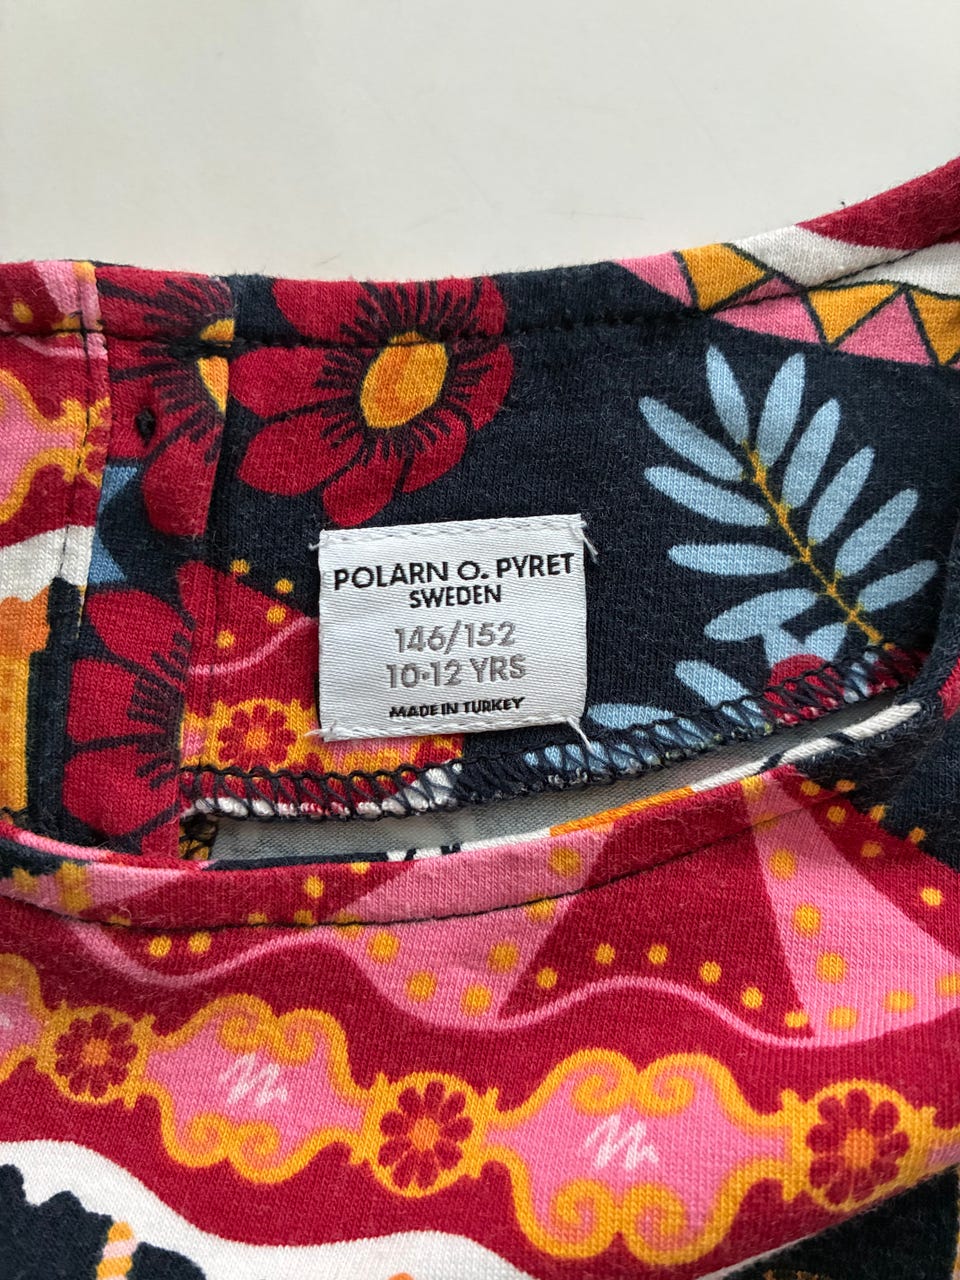 POLARN O. PYRET
SWEDEN
146/152
10-12 YRS
MADE IN TURKEY